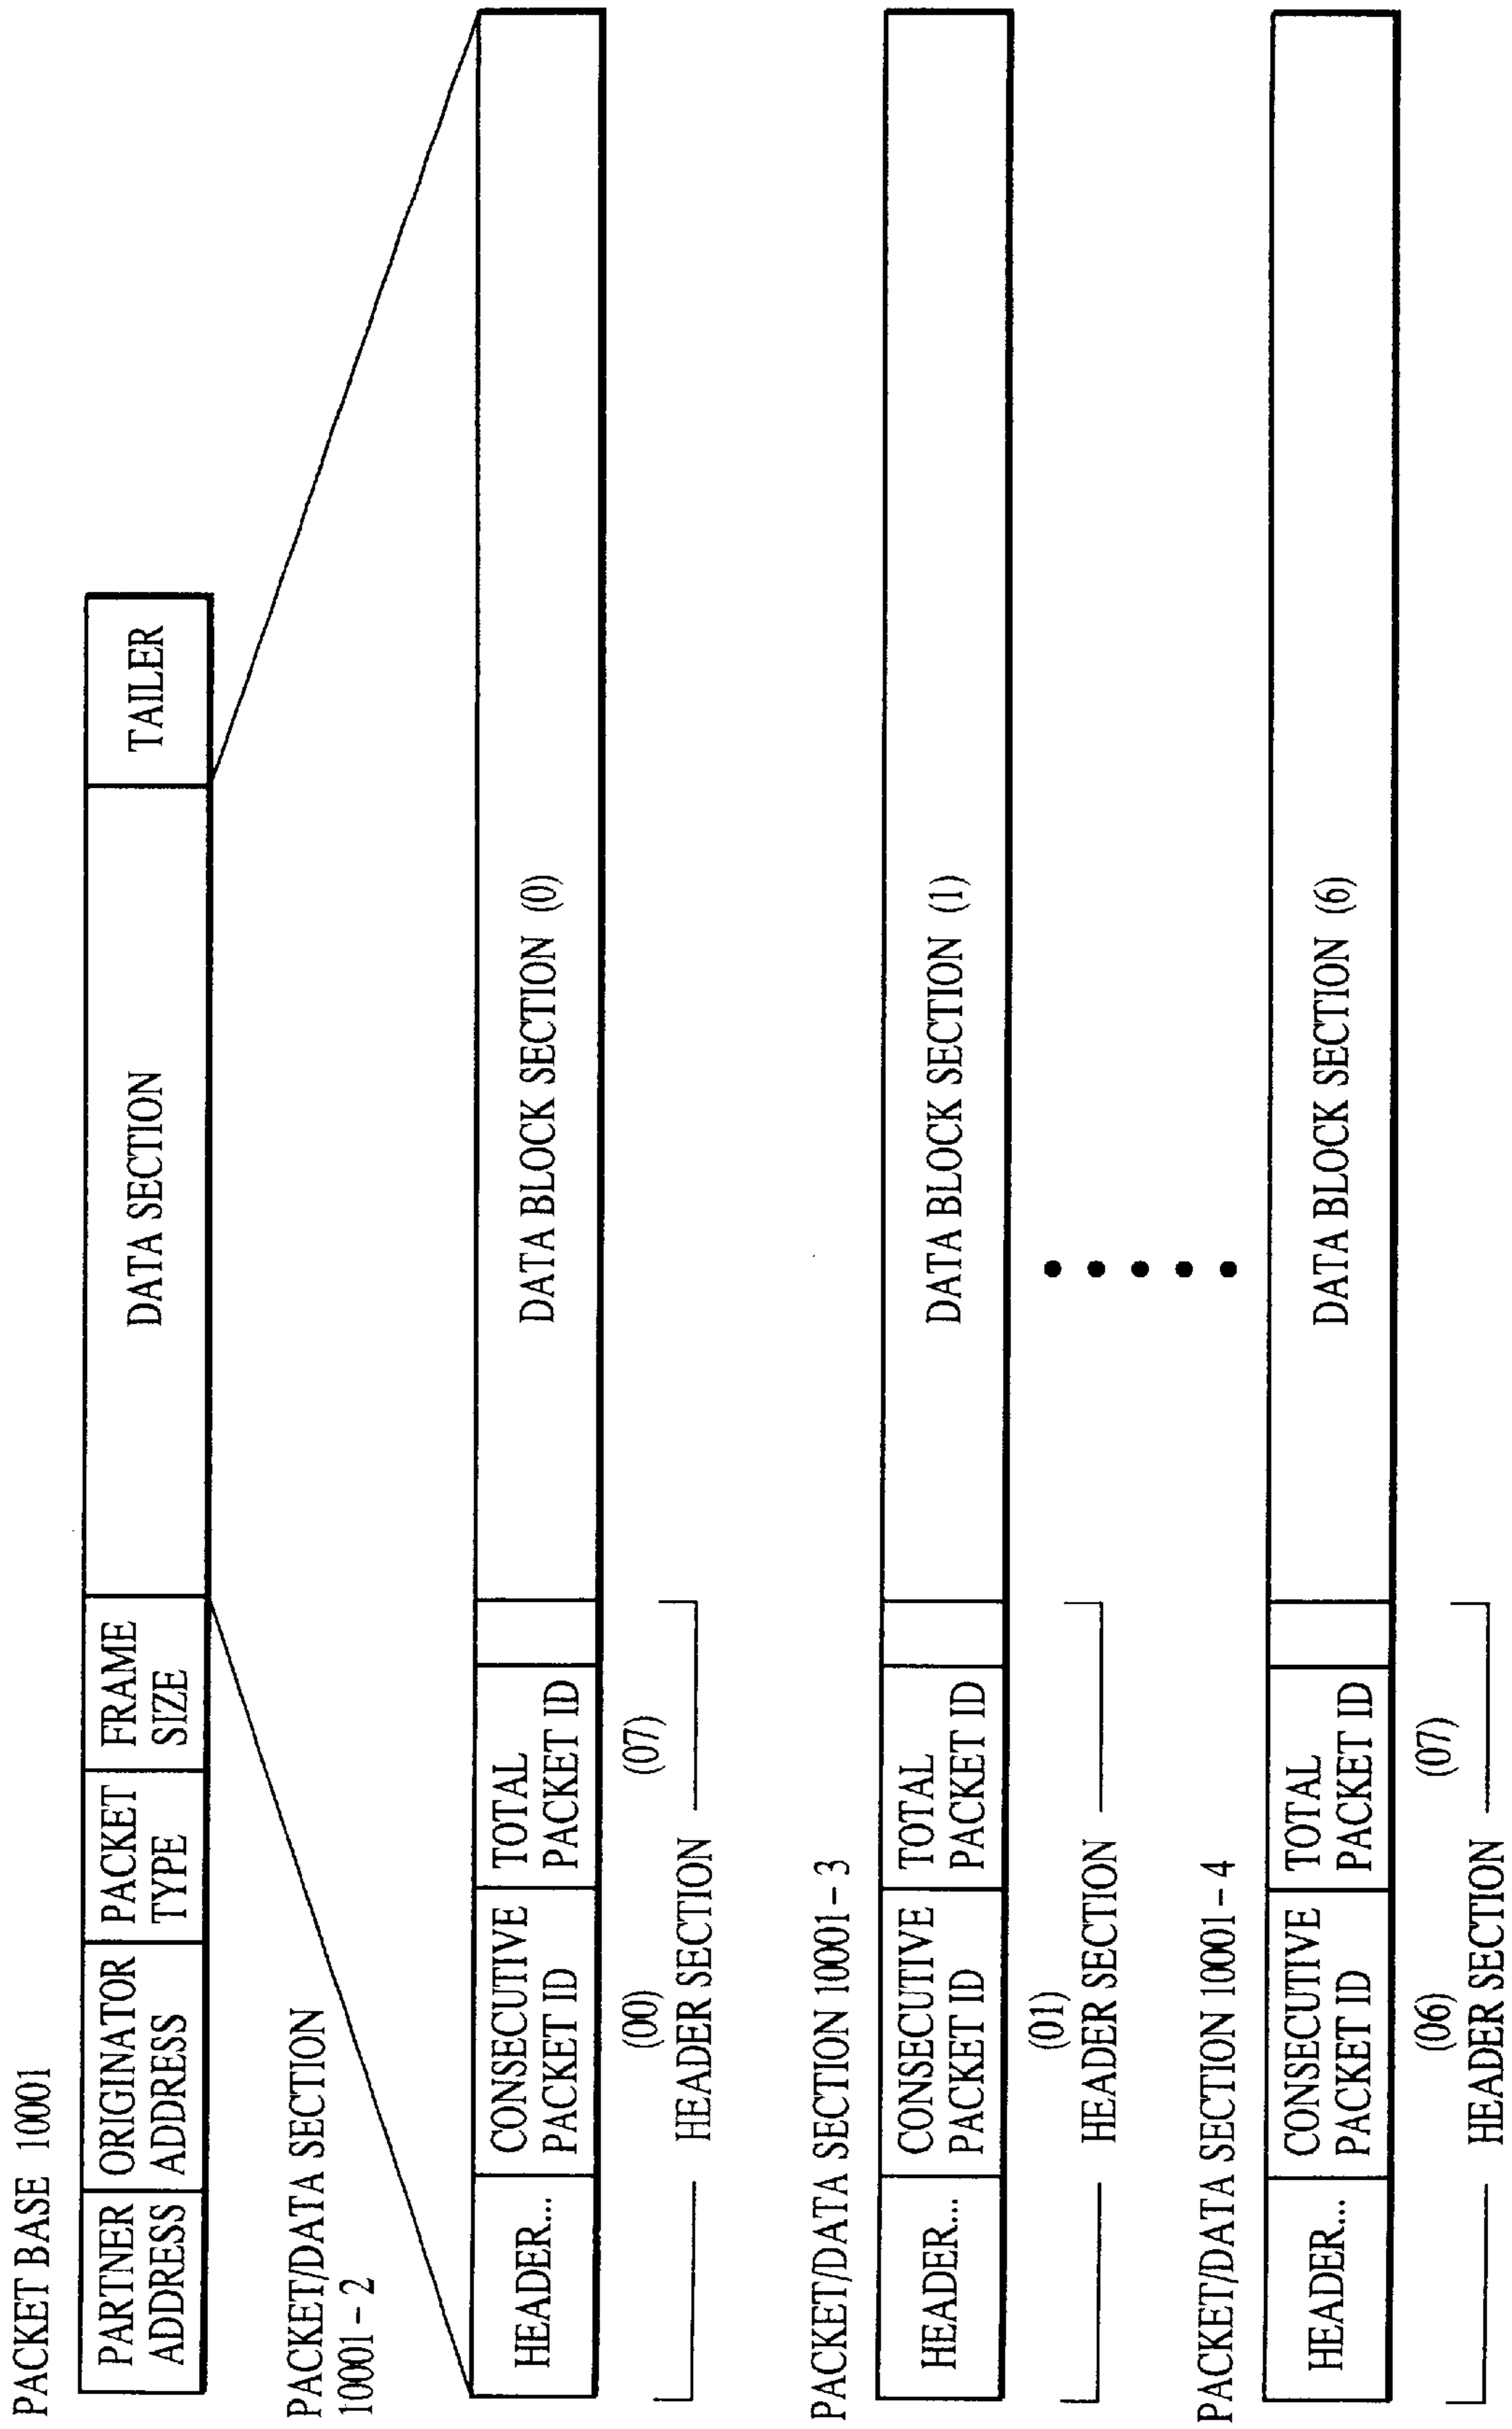 PACKET BASE 10001
PARTNER ADDRESS
ORIGINATOR ADDRESS
PACKET TYPE
FRAME SIZE
DATA SECTION
TAILER
PACKET/DATA SECTION
10001-2
HEADER...
CONSECUTIVE PACKET ID
TOTAL PACKET ID
DATA BLOCK SECTION (0)
(00)
(07)
HEADER SECTION
PACKET/DATA SECTION 10001-3
HEADER...
CONSECUTIVE PACKET ID
TOTAL PACKET ID
DATA BLOCK SECTION (1)
(01)
HEADER SECTION
PACKET/DATA SECTION 10001-4
HEADER...
CONSECUTIVE PACKET ID
TOTAL PACKET ID
DATA BLOCK SECTION (6)
(06)
(07)
HEADER SECTION